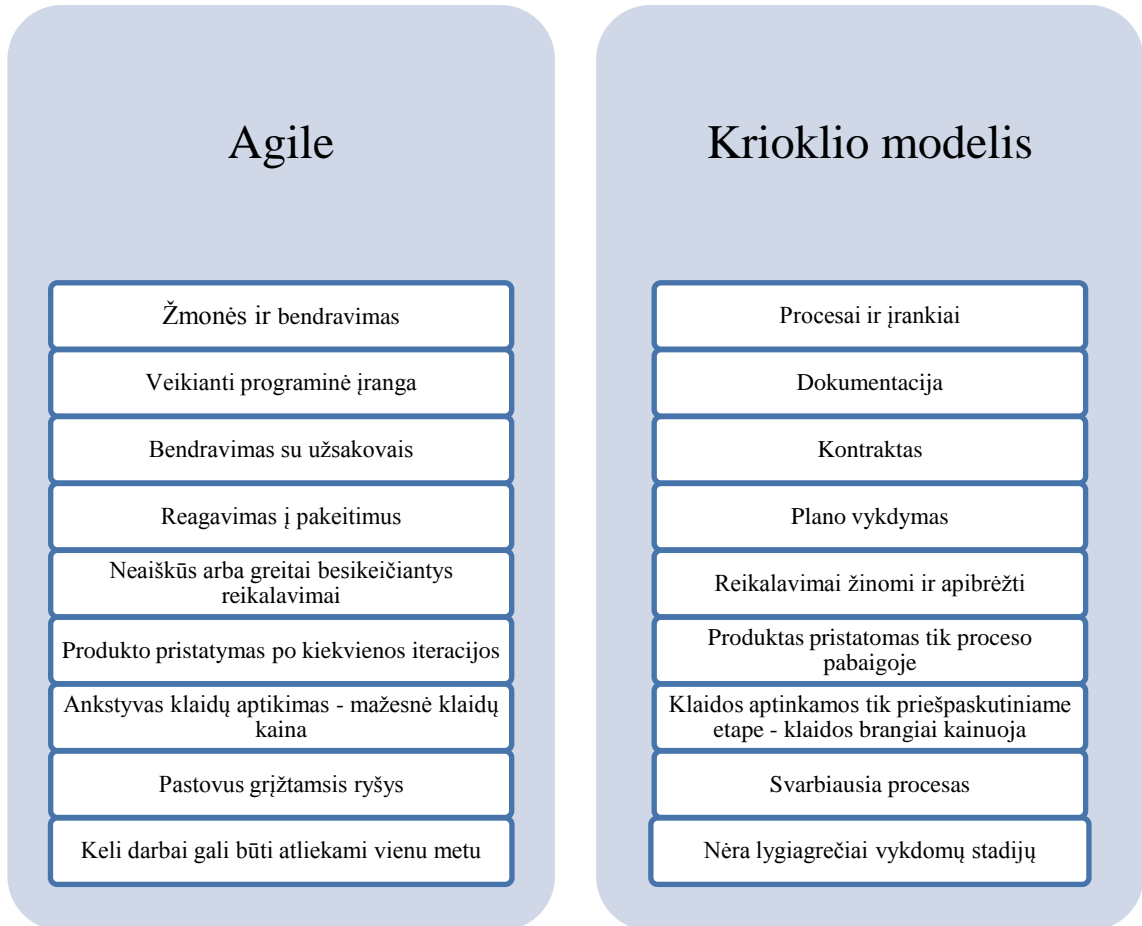 Agile
Žmonės ir bendravimas
Veikianti programinė įranga
Bendravimas su užsakovais
Reagavimas į pakeitimus
Neaiškūs arba greitai besikeičiantys
reikalavimai
Produkto pristatymas po kiekvienos iteracijos
Ankstyvas klaidų aptikimas - mažesnė klaidų
kaina
Pastovus grįžtamsis ryšys
Keli darbai gali būti atliekami vienu metu
Krioklio modelis
Procesai ir įrankiai
Dokumentacija
Kontraktas
Plano vykdymas
Reikalavimai žinomi ir apibrėžti
Produktas pristatomas tik proceso
pabaigoje
Klaidos aptinkamos tik priešpaskutiniame
etape - klaidos brangiai kainuoja
Svarbiausia procesas
Nėra lygiagrečiai vykdomų stadijų